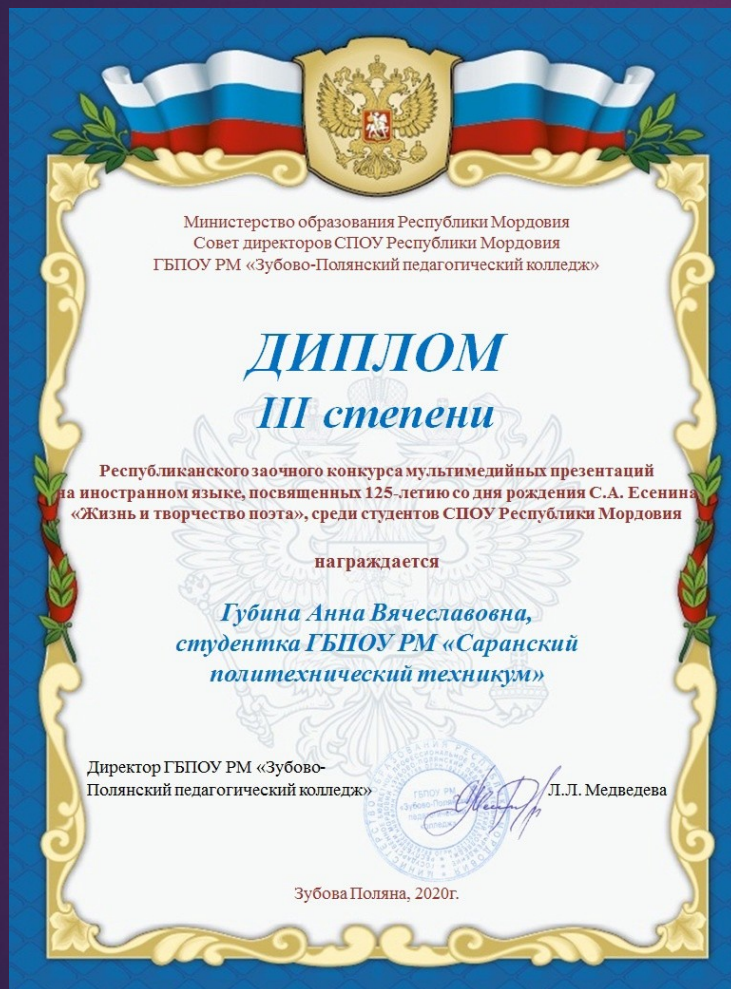 Министерство образования Республики Мордовия
Совет директоров СПОУ Республики Мордовия
ГБПОУ РМ «Зубово-Полянский педагогический колледж»
ДИПЛОМ
III степени
Республиканского заочного конкурса мультимедийных презентаций
на иностранном языке, посвященных 125-летию со дня рождения С.А. Есенина
«Жизнь и творчество поэта», среди студентов СПОУ Республики Мордовия
награждается
Губина Анна Вячеславовна,
студентка ГБПОУ РМ «Саранский
политехнический техникум»
Директор ГБПОУ РМ «Зубово-
Полянский педагогический колледж»
Л.Л. Медведева
ГБПОУ РМ
Зубова Поляна, 2020г.